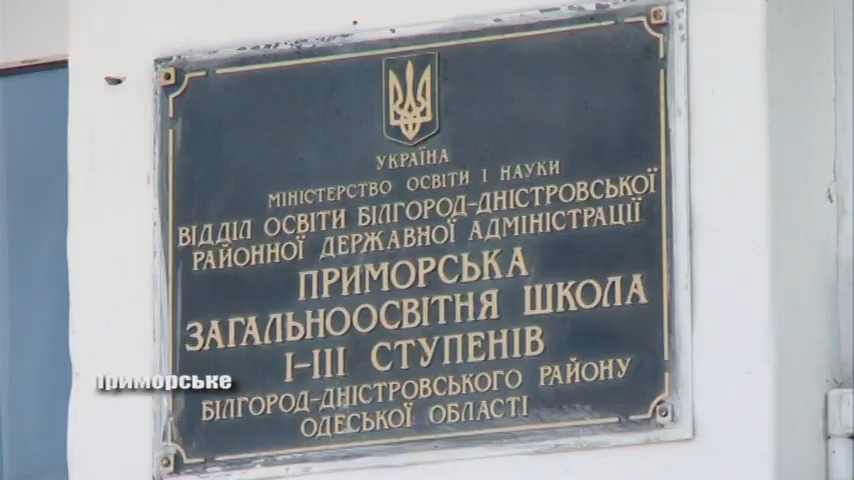 УКРАЇНА
МІНІСТЕРСТВО ОСВІТИ І НАУКИ
ВІДДІЛ ОСВІТИ БІЛГОРОД-ДНІСТРОВСЬКОЇ
РАЙОННОЇ ДЕРЖАВНОЇ АДМІНІСТРАЦІЇ
ПРИМОРСЬКА
ЗАГАЛЬНООСВІТНЯ ШКОЛА
І-ІІІ СТУПЕНІВ
БІЛГОРОД-ДНІСТРОВСЬКОГО РАЙОНУ
ОДЕСЬКОЇ ОБЛАСТІ
Приморське